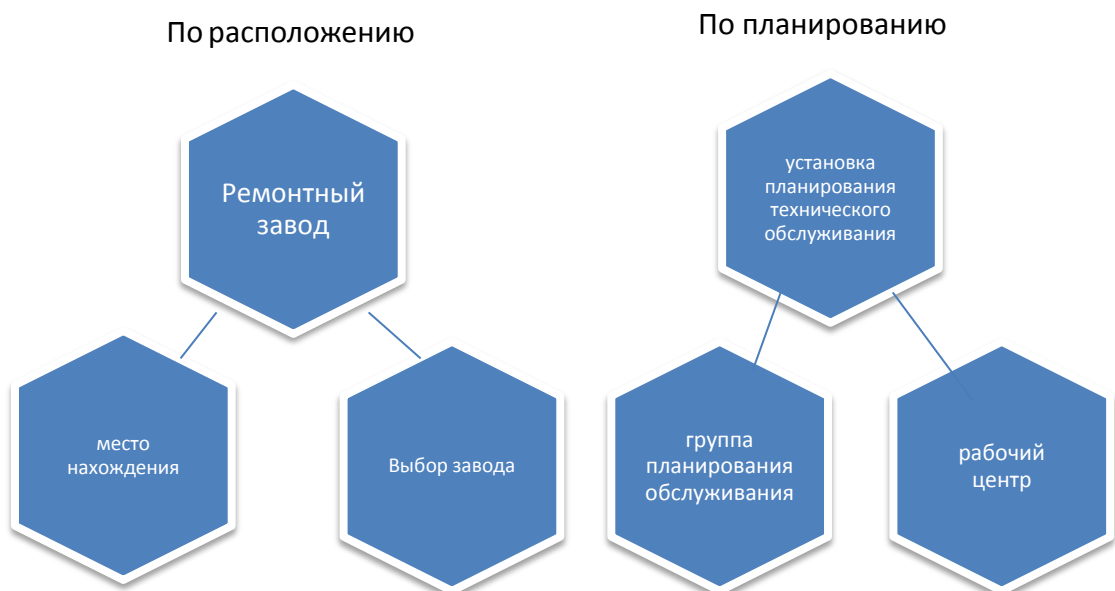 По расположению
По планированию
Ремонтный
завод
место
нахождения
Выбор завода
установка
планирования
технического
обслуживания
группа
планирования
обслуживания
рабочий
центр